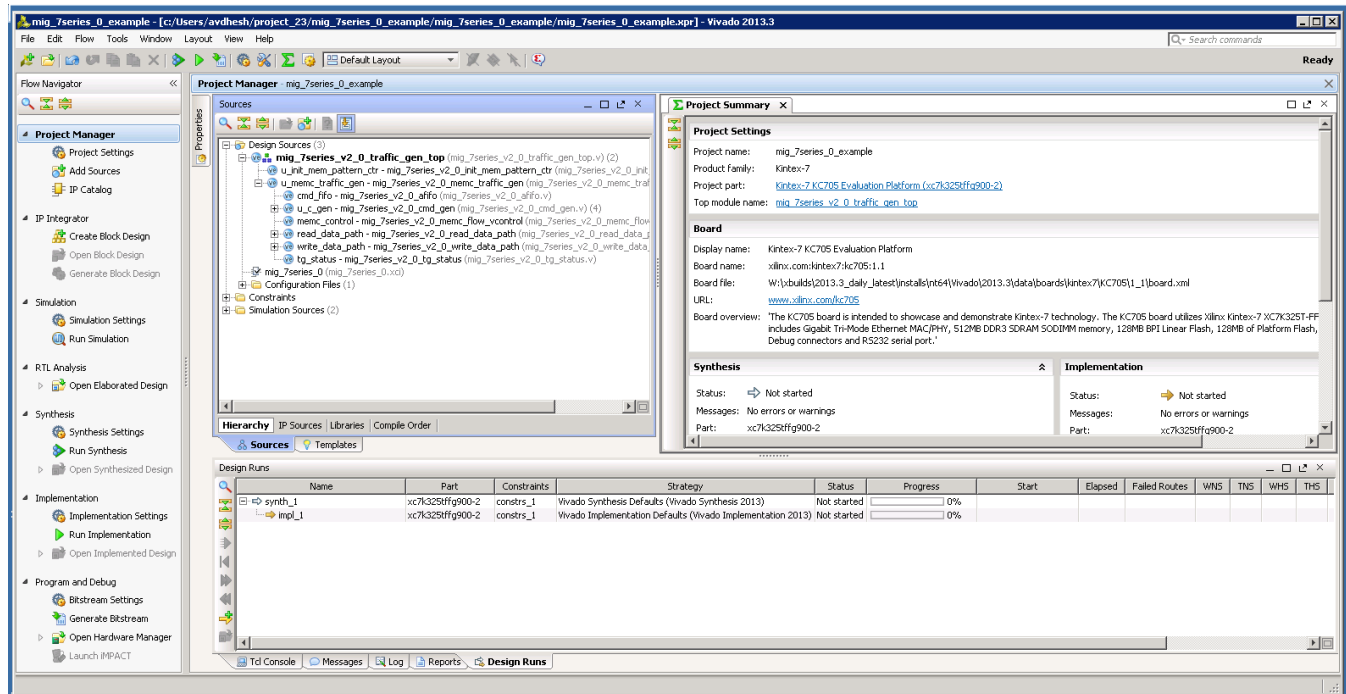 mig_7series_0_example - [c:/Users/avdhesh/project_23/mig_7series_0_example/mig_7series_0_example/mig_7series_0_example.xpr] - Vivado 2013.3
File Edit Flow Tools Window Layout View Help
Search commands
Default Layout
Ready
Flow Navigator
Project Manager
Project Settings
Add Sources
IP Catalog
IP Integrator
Create Block Design
Open Block Design
Generate Block Design
Simulation
Simulation Settings
Run Simulation
RTL Analysis
Open Elaborated Design
Synthesis
Synthesis Settings
Run Synthesis
Open Synthesized Design
Implementation
Implementation Settings
Run Implementation
Open Implemented Design
Program and Debug
Bitstream Settings
Generate Bitstream
Open Hardware Manager
Launch iMPACT
Project Manager - mig_7series_0_example
Properties
Sources
Design Sources (3)
mig_7series_v2_0_traffic_gen_top (mig_7series_v2_0_traffic_gen_top.v) (2)
u_init_mem_pattern_ctr - mig_7series_v2_0_init_mem_pattern_ctr (mig_7series_v2_0_init_
u_memc_traffic_gen - mig_7series_v2_0_memc_traffic_gen (mig_7series_v2_0_memc_traf
cmd_fifo - mig_7series_v2_0_afifo (mig_7series_v2_0_afifo.v)
u_c_gen - mig_7series_v2_0_cmd_gen (mig_7series_v2_0_cmd_gen.v) (4)
memc_control - mig_7series_v2_0_memc_flow_vcontrol (mig_7series_v2_0_memc_flow
read_data_path - mig_7series_v2_0_read_data_path (mig_7series_v2_0_read_data_p
write_data_path - mig_7series_v2_0_write_data_path (mig_7series_v2_0_write_data_
tg_status - mig_7series_v2_0_tg_status (mig_7series_v2_0_tg_status.v)
mig_7series_0 (mig_7series_0.xci)
Configuration Files (1)
Constraints
Simulation Sources (2)
Hierarchy IP Sources Libraries Compile Order
Sources Templates
Project Summary
Project Settings
Project name: mig_7series_0_example
Product family: Kintex-7
Project part: Kintex-7 KC705 Evaluation Platform (xc7k325tffg900-2)
Top module name: mig_7series_v2_0_traffic_gen_top
Board
Display name: Kintex-7 KC705 Evaluation Platform
Board name: xilinx.com:kintex7:kc705:1.1
Board file: W:\xbuilds\2013.3_daily_latest\installs\nt64\Vivado\2013.3\data\boards\kintex7\KC705\1_1\board.xml
URL: www.xilinx.com/kc705
Board overview: 'The KC705 board is intended to showcase and demonstrate Kintex-7 technology. The KC705 board utilizes Xilinx Kintex-7 XC7K325T-FF
includes Gigabit Tri-Mode Ethernet MAC/PHY, 512MB DDR3 SDRAM SODIMM memory, 128MB BPI Linear Flash, 128MB of Platform Flash,
Debug connectors and RS232 serial port.'
Synthesis
Status: Not started
Messages: No errors or warnings
Part: xc7k325tffg900-2
Implementation
Status: Not started
Messages: No errors or warnings
Part: xc7k325tffg900-2
Design Runs
Name Part Constraints Strategy Status Progress Start Elapsed Failed Routes WNS TNS WHS THS
synth_1 xc7k325tffg900-2 constrs_1 Vivado Synthesis Defaults (Vivado Synthesis 2013) Not started 0%
impl_1 xc7k325tffg900-2 constrs_1 Vivado Implementation Defaults (Vivado Implementation 2013) Not started 0%
Tcl Console Messages Log Reports Design Runs